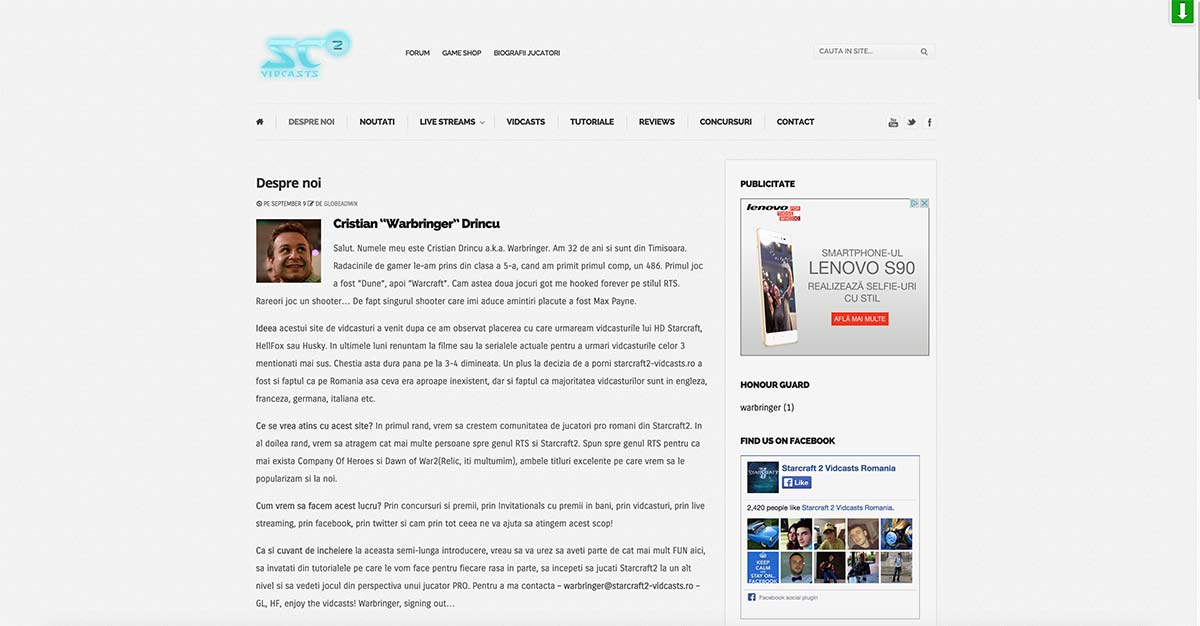 SC 2
VIDCASTS
FORUM GAME SHOP BIOGRAFII JUCATORI
CAUTA IN SITE...
DESPRE NOI NOUTATI LIVE STREAMS VIDCASTS TUTORIALE REVIEWS CONCURSURI CONTACT
Despre noi
PE SEPTEMBER 9 DE GLOBEADMIN
Cristian “Warbringer” Drincu
Salut. Numele meu este Cristian Drincu a.k.a. Warbringer. Am 32 de ani si sunt din Timisoara.
Radacinile de gamer le-am prins din clasa a 5-a, cand am primit primul comp, un 486. Primul joc
a fost “Dune”, apoi “Warcraft”. Cam astea doua jocuri got me hooked forever pe stilul RTS.
Rareori joc un shooter… De fapt singurul shooter care imi aduce amintiri placute a fost Max Payne.
Ideea acestui site de vidcasturi a venit dupa ce am observat placerea cu care urmaream vidcasturile lui HD Starcraft,
HellFox sau Husky. In ultimele luni renuntam la filme sau la serialele actuale pentru a urmari vidcasturile celor 3
mentionati mai sus. Chestia asta dura pana pe la 3-4 dimineata. Un plus la decizia de a porni starcraft2-vidcasts.ro a
fost si faptul ca pe Romania asa ceva era aproape inexistent, dar si faptul ca majoritatea vidcasturilor sunt in engleza,
franceza, germana, italiana etc.
Ce se vrea atins cu acest site? In primul rand, vrem sa crestem comunitatea de jucatori pro romani din Starcraft2. In
al doilea rand, vrem sa atragem cat mai multe persoane spre genul RTS si Starcraft2. Spun spre genul RTS pentru ca
mai exista Company Of Heroes si Dawn of War2(Relic, iti multumim), ambele titluri excelente pe care vrem sa le
popularizam si la noi.
Cum vrem sa facem acest lucru? Prin concursuri si premii, prin Invitationals cu premii in bani, prin vidcasturi, prin live
streaming, prin facebook, prin twitter si cam prin tot ceea ne va ajuta sa atingem acest scop!
Ca si cuvant de incheiere la aceasta semi-lunga introducere, vreau sa va urez sa aveti parte de cat mai mult FUN aici,
sa invatati din tutorialele pe care le vom face pentru fiecare rasa in parte, sa incepeti sa jucati Starcraft2 la un alt
nivel si sa vedeti jocul din perspectiva unui jucator PRO. Pentru a ma contacta – warbringer@starcraft2-vidcasts.ro –
GL, HF, enjoy the vidcasts! Warbringer, signing out…
PUBLICITATE
lenovo FOR THOSE WHO DO
SMARTPHONE-UL
LENOVO S90
REALIZEAZĂ SELFIE-URI
CU STIL
AFLĂ MAI MULTE
HONOUR GUARD
warbringer (1)
FIND US ON FACEBOOK
Starcraft 2 Vidcasts Romania
Like
2,420 people like Starcraft 2 Vidcasts Romania.
KEEP
CALM
AND
STAY ON..
FACEBOOK
Facebook social plugin